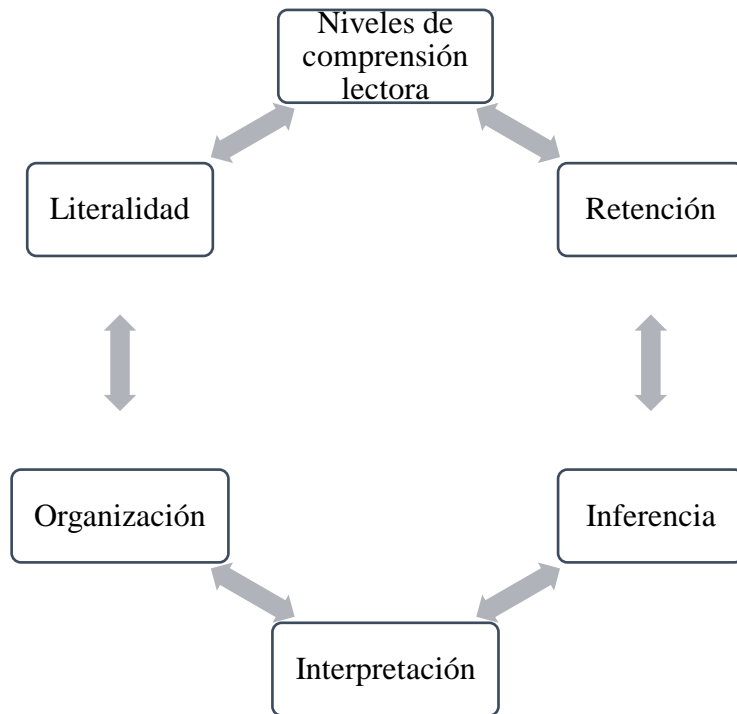 Niveles de
comprensión
lectora
Literalidad
Retención
Organización
Inferencia
Interpretación